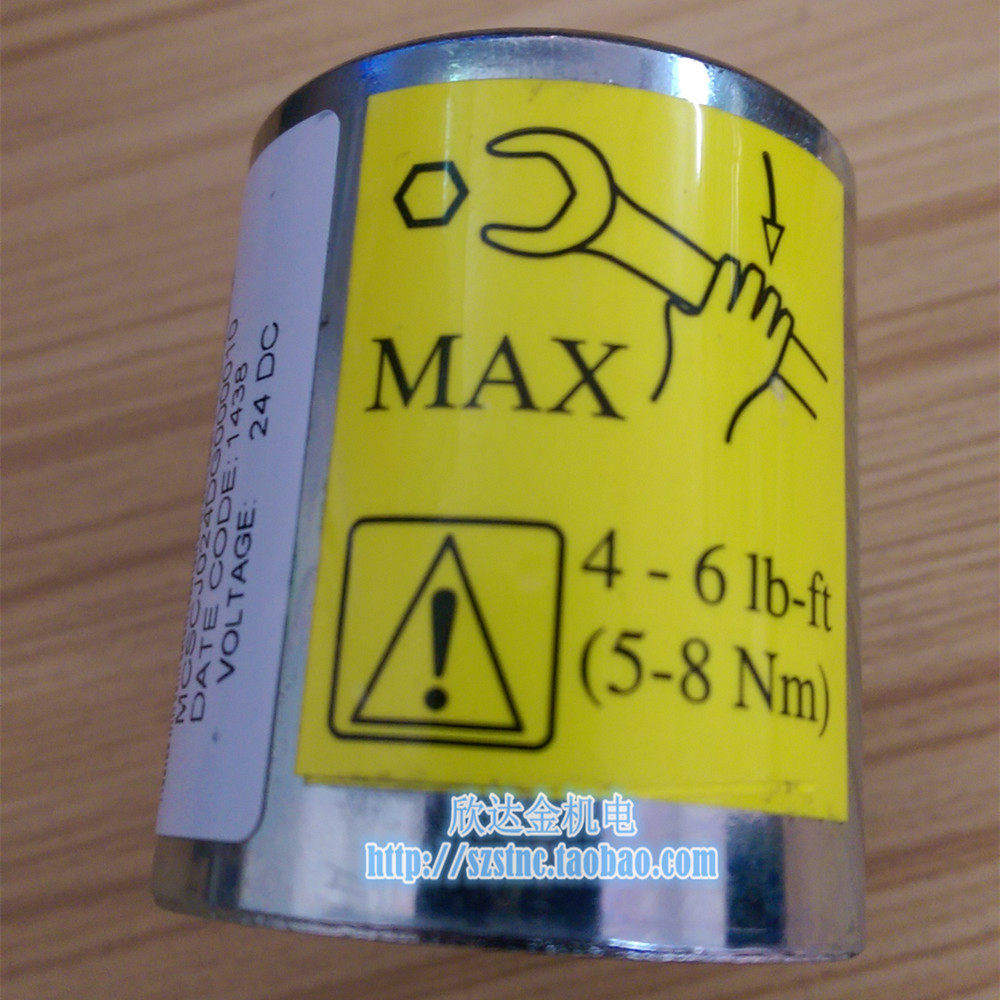 DATE CODE: 1438
VOLTAGE: 24 DC
MAX
4 - 6 lb-ft
(5-8 Nm)
欣达金机电
http://szstnc.taobao.com